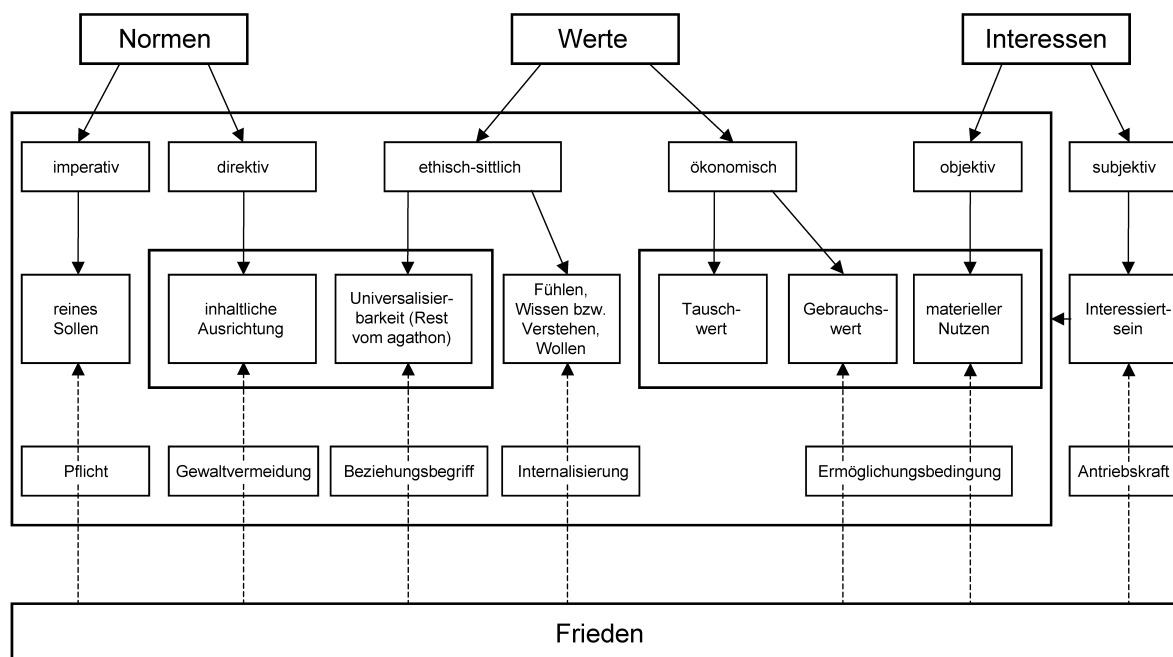 Normen
Werte
Interessen
imperativ
direktiv
ethisch-sittlich
ökonomisch
objektiv
subjektiv
reines
Sollen
inhaltliche
Ausrichtung
Universalisier-
barkeit (Rest
vom agathon)
Fühlen,
Wissen bzw.
Verstehen,
Wollen
Tausch-
wert
Gebrauchs-
wert
materieller
Nutzen
Interessiert-
sein
Pflicht
Gewaltvermeidung
Beziehungsbegriff
Internalisierung
Ermöglichungsbedingung
Antriebskraft
Frieden